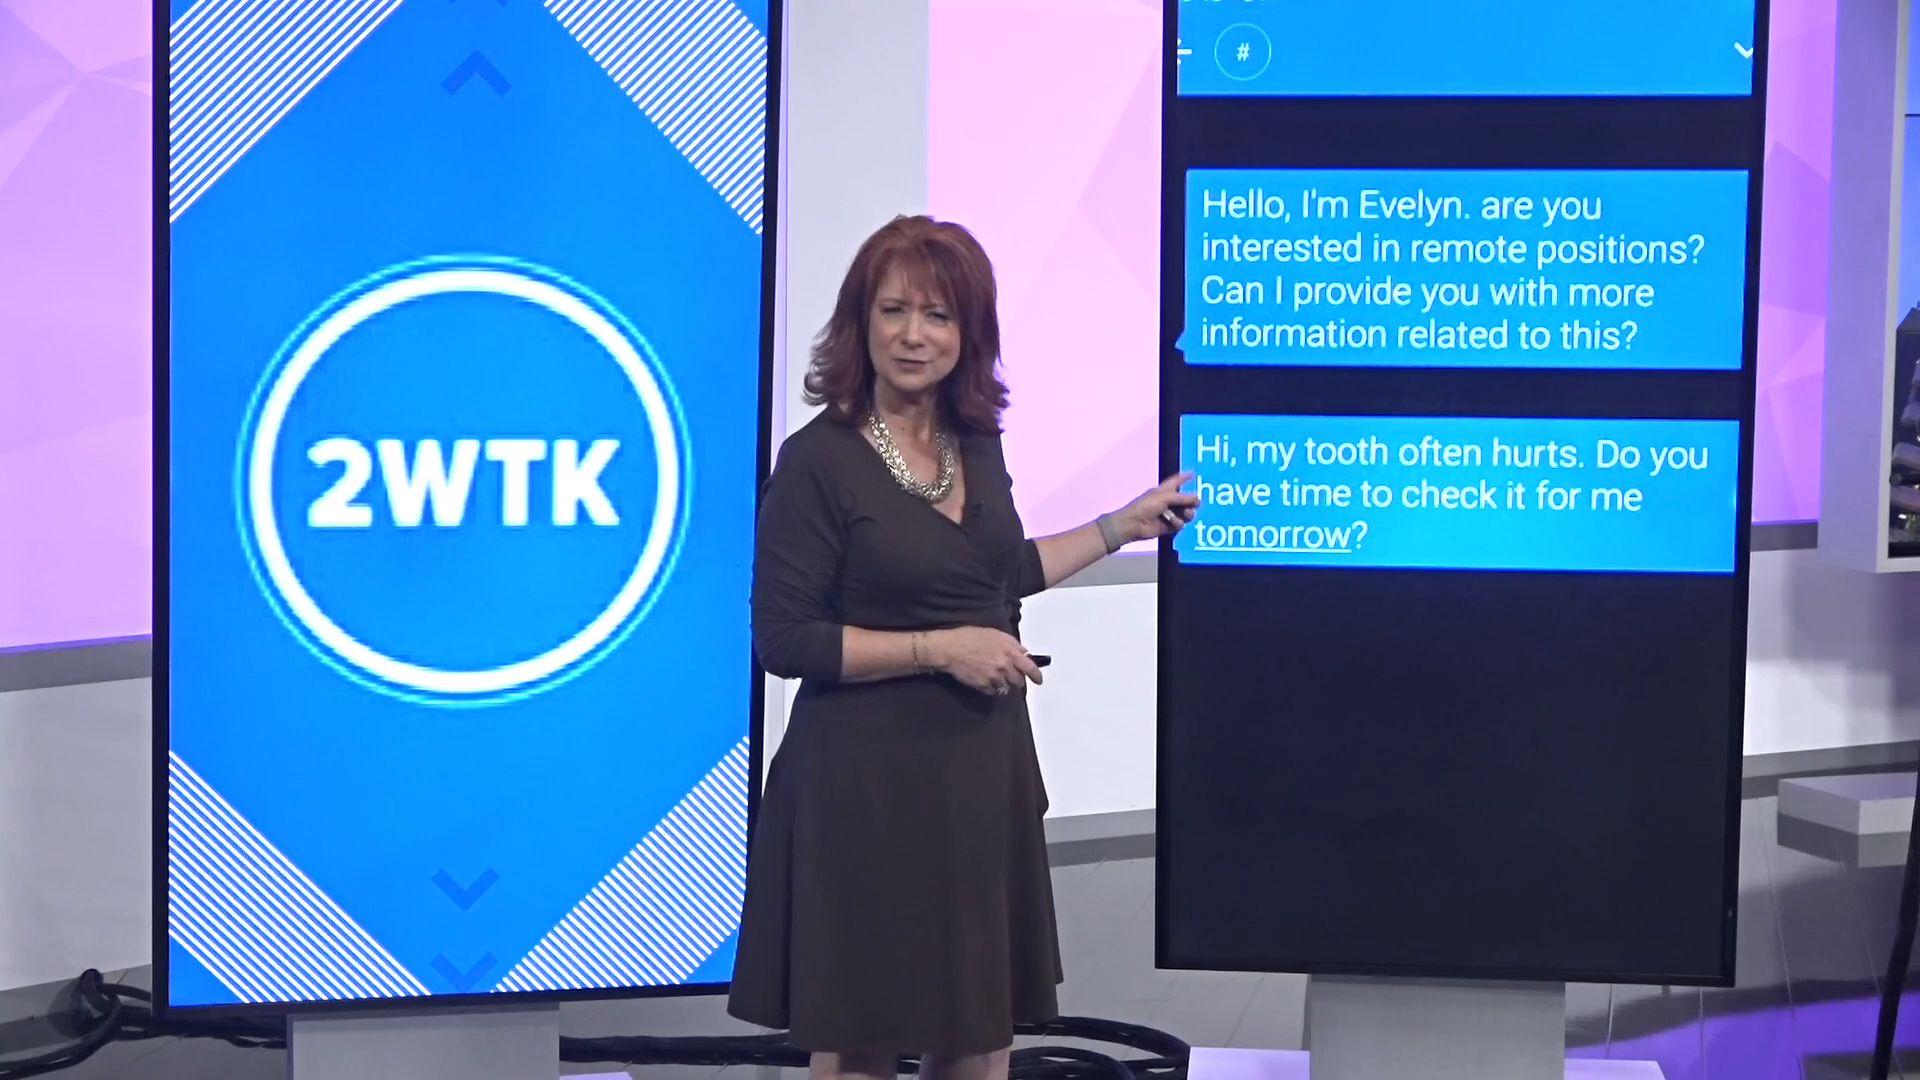 2WTK
#
Hello, I'm Evelyn. are you
interested in remote positions?
Can I provide you with more
information related to this?
Hi, my tooth often hurts. Do you
have time to check it for me
tomorrow?